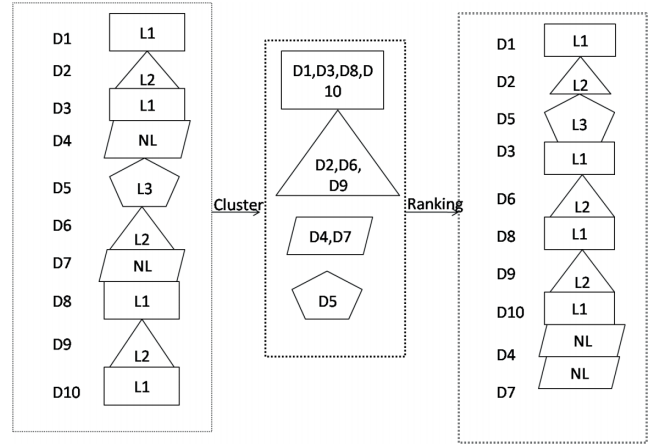 D1 L1
D2 L2
D3 L1
D4 NL
D5 L3
D6 L2
D7 NL
D8 L1
D9 L2
D10 L1
Cluster
D1,D3,D8,D
10
D2,D6,
D9
D4,D7
D5
Ranking
D1 L1
D2 L2
D5 L3
D3 L1
D6 L2
D8 L1
D9 L2
D10 L1
D4 NL
D7 NL